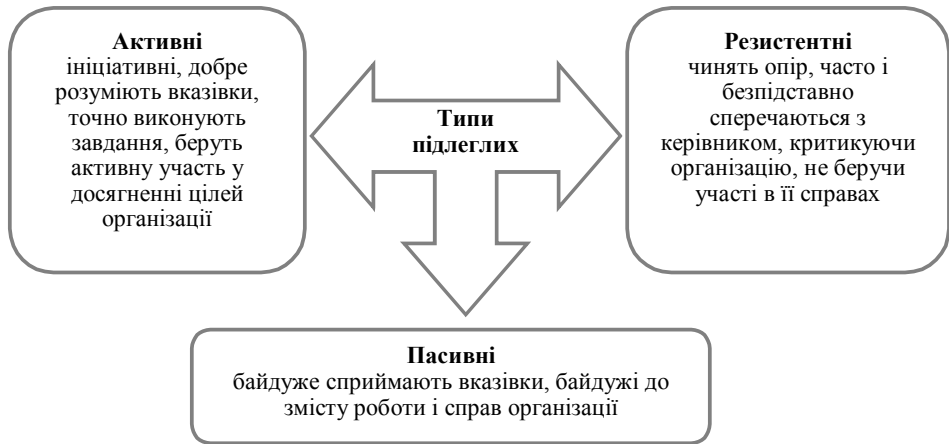 Активні
ініціативні, добре
розуміють вказівки,
точно виконують
завдання, беруть
активну участь у
досягненні цілей
організації
Типи
підлеглих
Резистентні
чинять опір, часто і
безпідставно
сперечаються з
керівником, критикуючи
організацію, не беручи
участі в її справах
Пасивні
байдуже сприймають вказівки, байдужі до
змісту роботи і справ організації